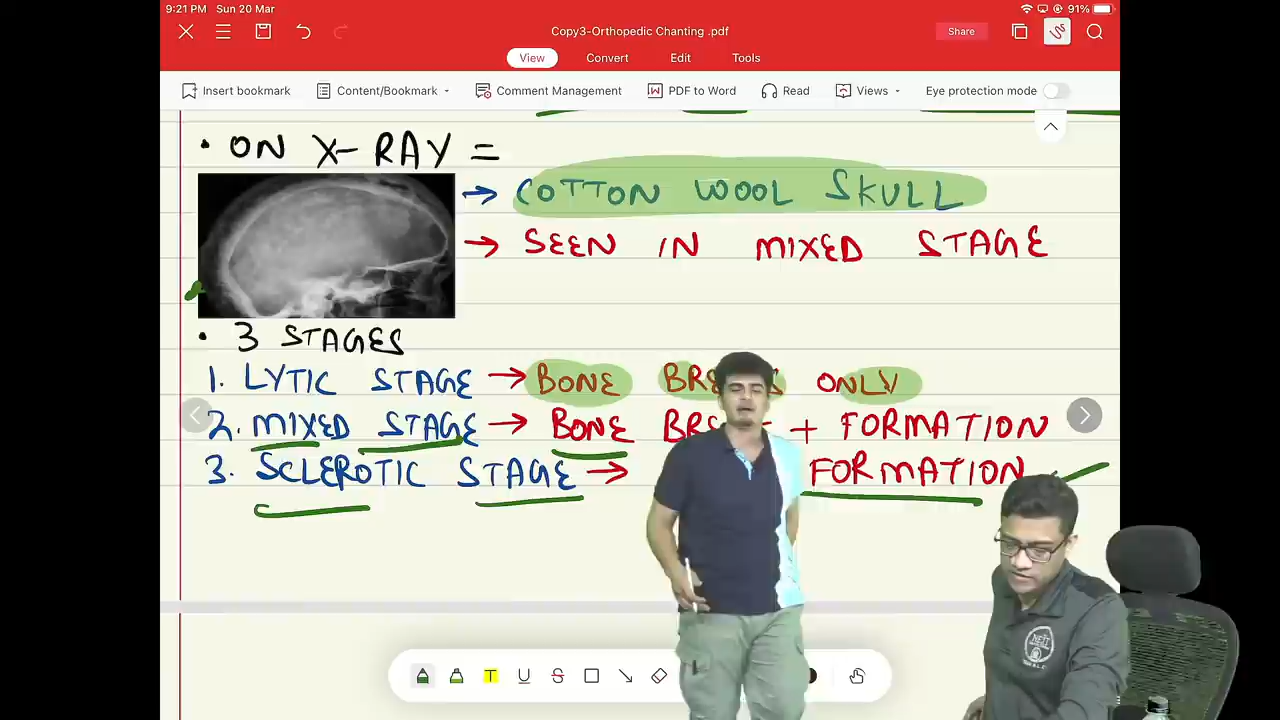 9:21 PM Sun 20 Mar
91%
Copy3-Orthopedic Chanting .pdf
Share
View Convert Edit Tools
Insert bookmark Content/Bookmark Comment Management PDF to Word Read Views Eye protection mode
• ON X-RAY =
→ COTTON WOOL SKULL
→ SEEN IN MIXED STAGE
• 3 STAGES
1. LYTIC STAGE → BONE ONLY
2. MIXED STAGE → BONE + FORMATION
3. SCLEROTIC STAGE → FORMATION
T U S